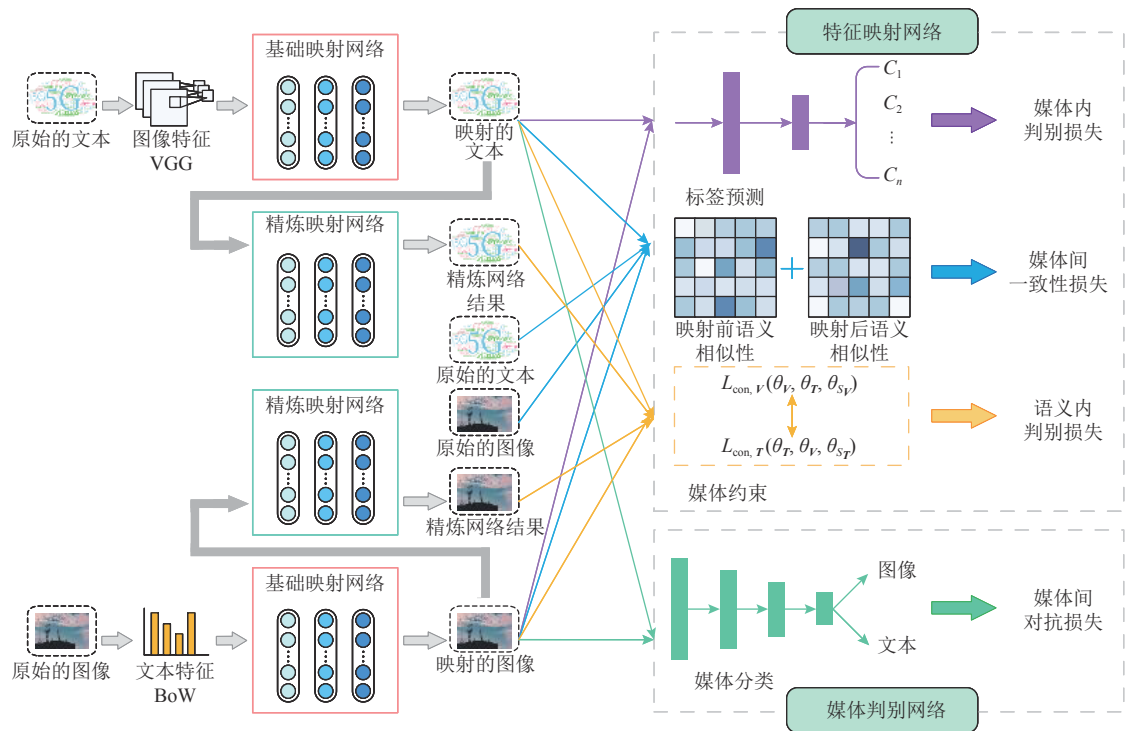 原始的文本
图像特征
VGG
基础映射网络
5G
映射的
文本
精炼映射网络
5G
精炼网络
结果
5G
原始的文本
原始的图像
精炼映射网络
精炼网络结果
原始的图像
文本特征
BoW
基础映射网络
映射的图像
5G
特征映射网络
标签预测
C1
C2
⋮
Cn
媒体内
判别损失
+
映射前语义
相似性
映射后语义
相似性
媒体间
一致性损失
Lcon, V(θV, θT, θSV)
Lcon, T(θT, θV, θST)
媒体约束
语义内
判别损失
图像
文本
媒体分类
媒体间
对抗损失
媒体判别网络